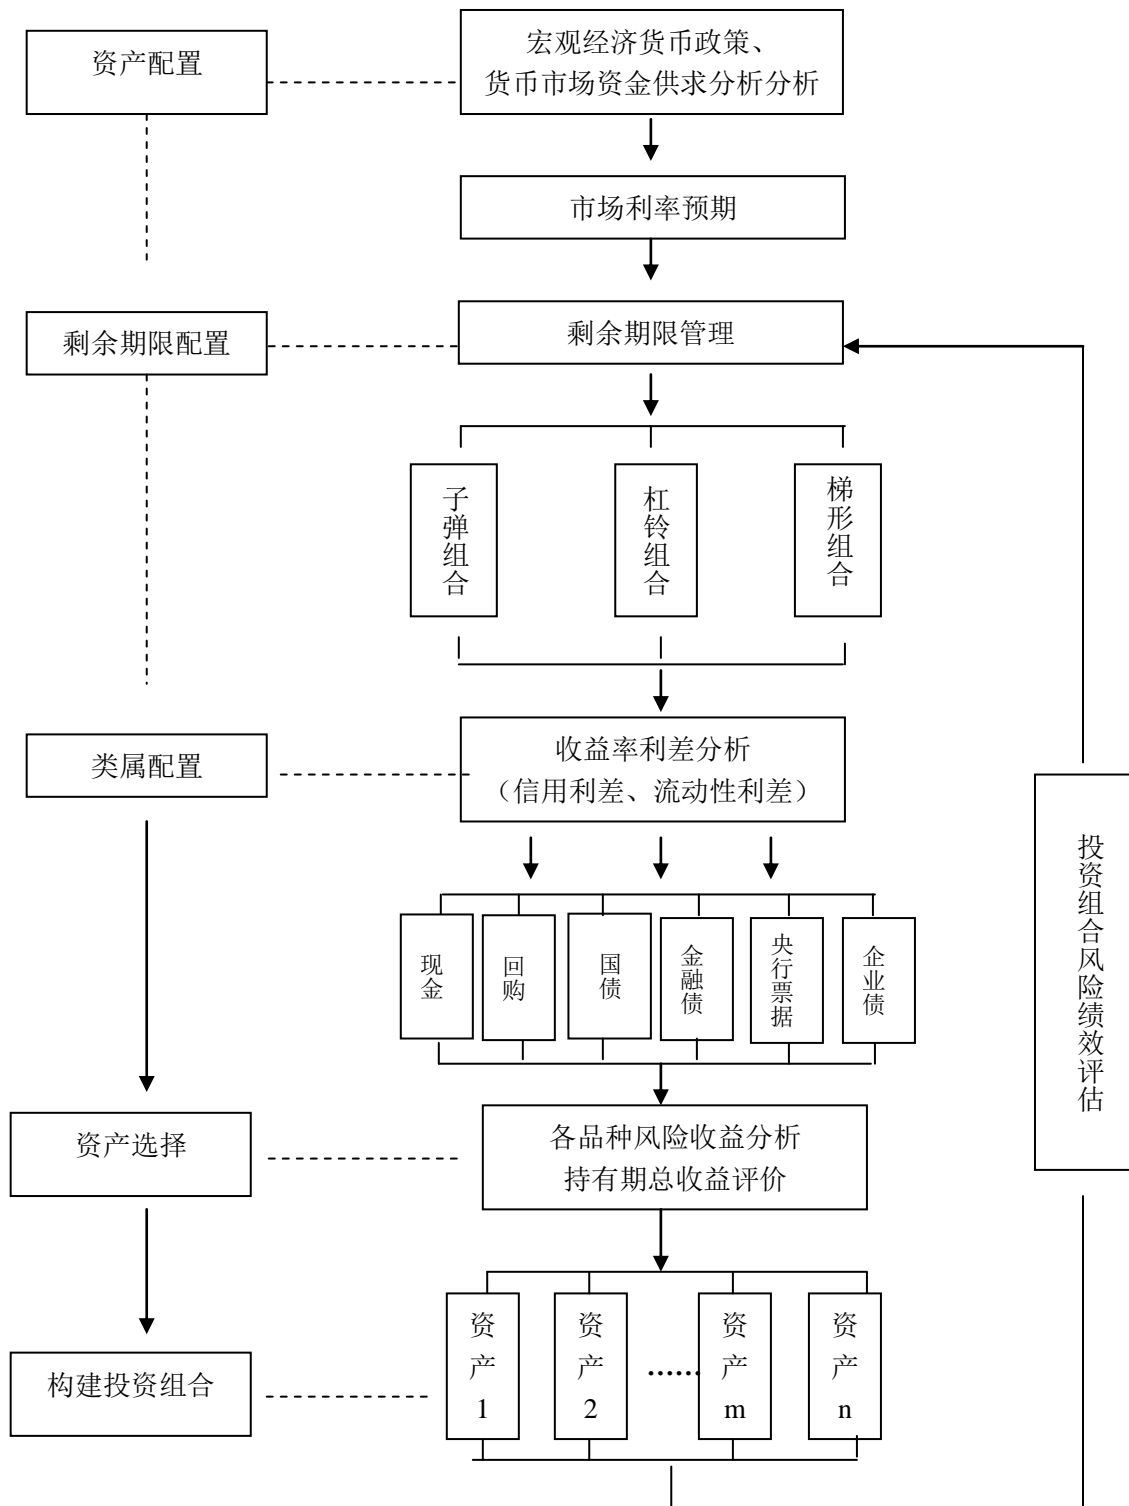 资产配置
宏观经济货币政策、
货币市场资金供求分析分析
市场利率预期
剩余期限配置
剩余期限管理
子弹组合
杠铃组合
梯形组合
类属配置
收益率利差分析
（信用利差、流动性利差）
现金
回购
国债
金融债
央行票据
企业债
投资组合风险绩效评估
资产选择
各品种风险收益分析
持有期总收益评价
构建投资组合
资产1
资产2
……
资产m
资产n